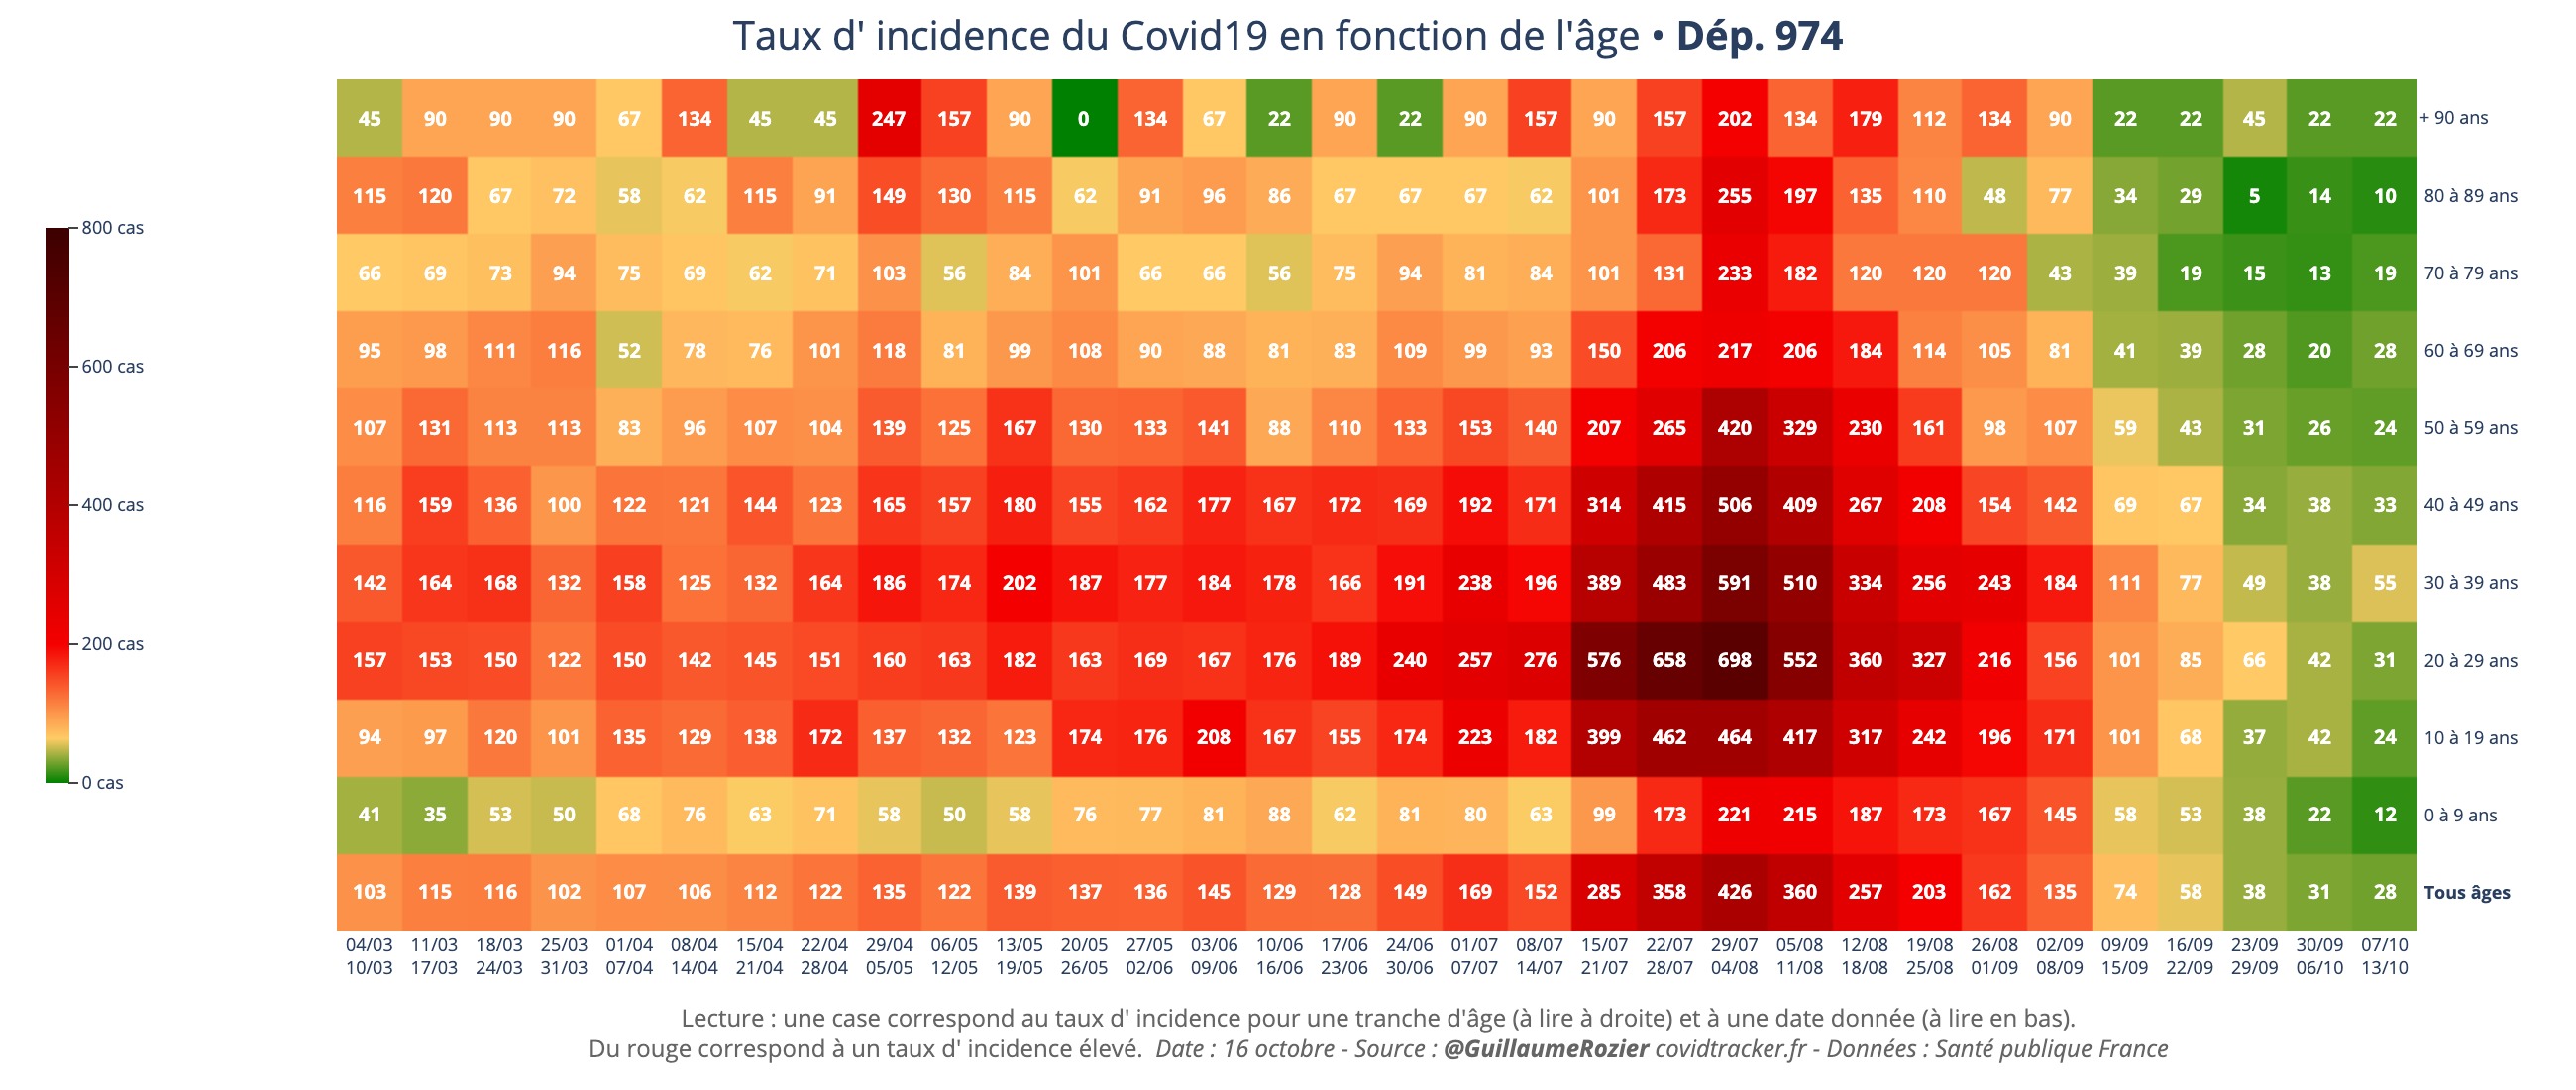 Taux d' incidence du Covid19 en fonction de l'âge • Dép. 974
800 cas
600 cas
400 cas
200 cas
0 cas
45 90 90 90 67 134 45 45 247 157 90 0 134 67 22 90 22 90 157 90 157 202 134 179 112 134 90 22 22 45 22 22 + 90 ans
115 120 67 72 58 62 115 91 149 130 115 62 91 96 86 67 67 67 62 101 173 255 197 135 110 48 77 34 29 5 14 10 80 à 89 ans
66 69 73 94 75 69 62 71 103 56 84 101 66 66 56 75 94 81 84 101 131 233 182 120 120 120 43 39 19 15 13 19 70 à 79 ans
95 98 111 116 52 78 76 101 118 81 99 108 90 88 81 83 109 99 93 150 206 217 206 184 114 105 81 41 39 28 20 28 60 à 69 ans
107 131 113 113 83 96 107 104 139 125 167 130 133 141 88 110 133 153 140 207 265 420 329 230 161 98 107 59 43 31 26 24 50 à 59 ans
116 159 136 100 122 121 144 123 165 157 180 155 162 177 167 172 169 192 171 314 415 506 409 267 208 154 142 69 67 34 38 33 40 à 49 ans
142 164 168 132 158 125 132 164 186 174 202 187 177 184 178 166 191 238 196 389 483 591 510 334 256 243 184 111 77 49 38 55 30 à 39 ans
157 153 150 122 150 142 145 151 160 163 182 163 169 167 176 189 240 257 276 576 658 698 552 360 327 216 156 101 85 66 42 31 20 à 29 ans
94 97 120 101 135 129 138 172 137 132 123 174 176 208 167 155 174 223 182 399 462 464 417 317 242 196 171 101 68 37 42 24 10 à 19 ans
41 35 53 50 68 76 63 71 58 50 58 76 77 81 88 62 81 80 63 99 173 221 215 187 173 167 145 58 53 38 22 12 0 à 9 ans
103 115 116 102 107 106 112 122 135 122 139 137 136 145 129 128 149 169 152 285 358 426 360 257 203 162 135 74 58 38 31 28 Tous âges
04/03 11/03 18/03 25/03 01/04 08/04 15/04 22/04 29/04 06/05 13/05 20/05 27/05 03/06 10/06 17/06 24/06 01/07 08/07 15/07 22/07 29/07 05/08 12/08 19/08 26/08 02/09 09/09 16/09 23/09 30/09 07/10
10/03 17/03 24/03 31/03 07/04 14/04 21/04 28/04 05/05 12/05 19/05 26/05 02/06 09/06 16/06 23/06 30/06 07/07 14/07 21/07 28/07 04/08 11/08 18/08 25/08 01/09 08/09 15/09 22/09 29/09 06/10 13/10
Lecture : une case correspond au taux d' incidence pour une tranche d'âge (à lire à droite) et à une date donnée (à lire en bas).
Du rouge correspond à un taux d' incidence élevé. Date : 16 octobre - Source : @GuillaumeRozier covidtracker.fr - Données : Santé publique France